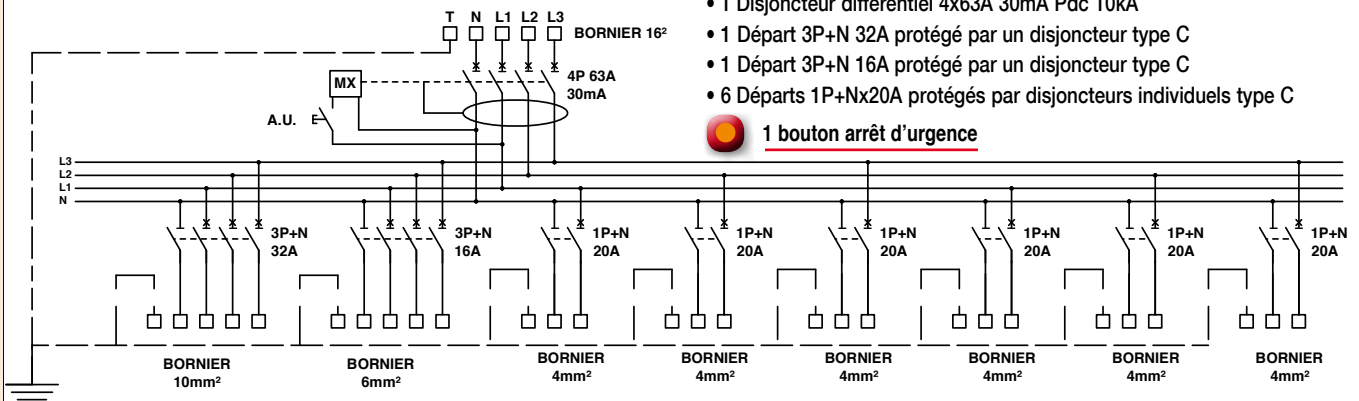 • 1 Disjoncteur différentiel 4x63A 30mA Pdc 10kA
T N L1 L2 L3
BORNIER 16²
• 1 Départ 3P+N 32A protégé par un disjoncteur type C
• 1 Départ 3P+N 16A protégé par un disjoncteur type C
• 6 Départs 1P+Nx20A protégés par disjoncteurs individuels type C
1 bouton arrêt d’urgence
MX
4P 63A
30mA
A.U.
L3
L2
L1
N
3P+N
32A
3P+N
16A
1P+N
20A
1P+N
20A
1P+N
20A
1P+N
20A
1P+N
20A
1P+N
20A
BORNIER
10mm²
BORNIER
6mm²
BORNIER
4mm²
BORNIER
4mm²
BORNIER
4mm²
BORNIER
4mm²
BORNIER
4mm²
BORNIER
4mm²